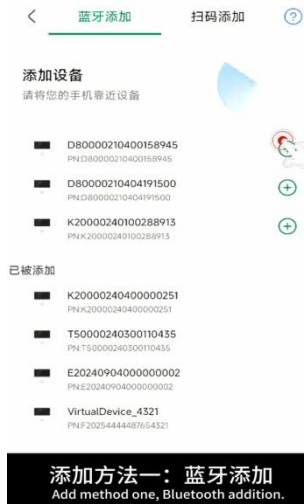 蓝牙添加 扫码添加 ?
添加设备
请将您的手机靠近设备
D80000210400158945
PN:D80000210400158945
D80000210404191500
PN:D80000210404191500
K20000240100288913
PN:K20000240100288913
已被添加
K20000240400000251
PN:K20000240400000251
T50000240300110435
PN:T50000240300110435
E20240904000000002
PN:E20240904000000002
VirtualDevice_4321
PN:F20254444487654321
添加方法一：蓝牙添加
Add method one, Bluetooth addition.